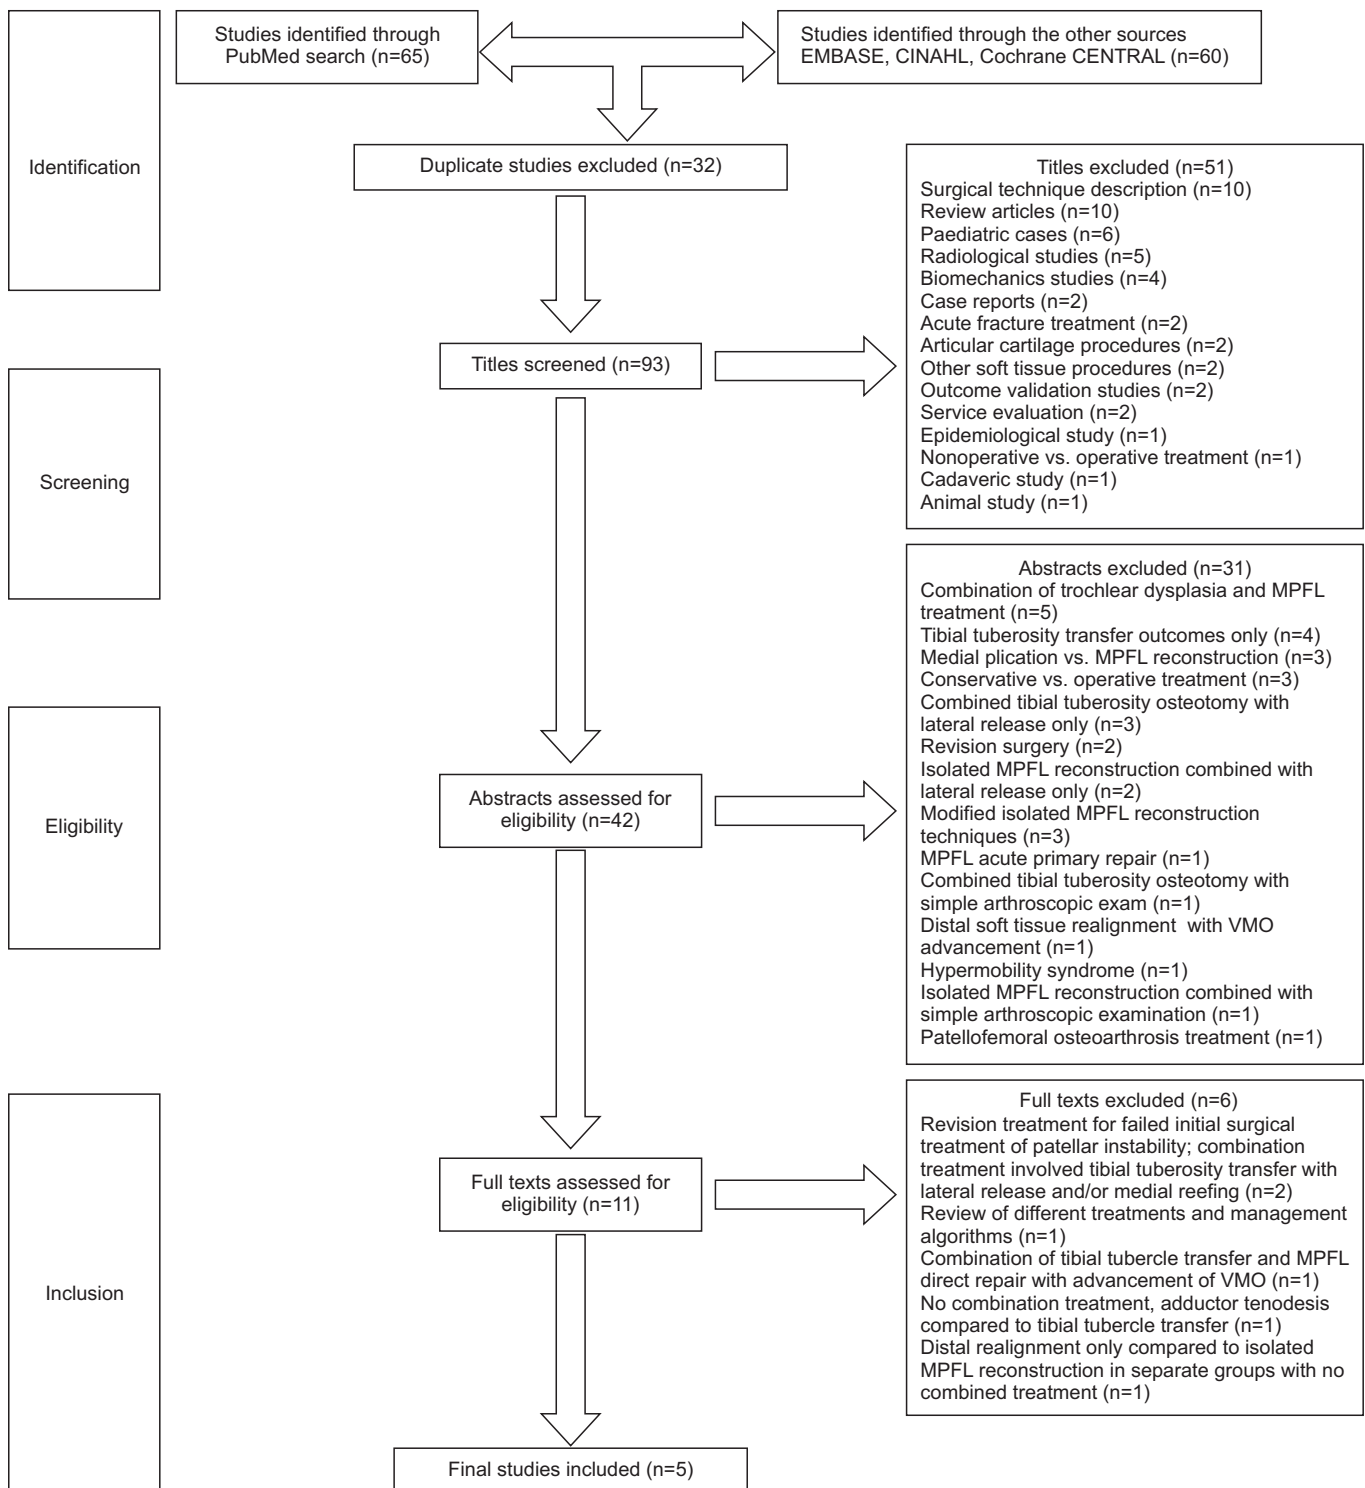 Studies identified through
PubMed search (n=65)
Studies identified through the other sources
EMBASE, CINAHL, Cochrane CENTRAL (n=60)
Identification
Duplicate studies excluded (n=32)
Titles excluded (n=51)
Surgical technique description (n=10)
Review articles (n=10)
Paediatric cases (n=6)
Radiological studies (n=5)
Biomechanics studies (n=4)
Case reports (n=2)
Acute fracture treatment (n=2)
Articular cartilage procedures (n=2)
Other soft tissue procedures (n=2)
Outcome validation studies (n=2)
Service evaluation (n=2)
Epidemiological study (n=1)
Nonoperative vs. operative treatment (n=1)
Cadaveric study (n=1)
Animal study (n=1)
Titles screened (n=93)
Screening
Abstracts excluded (n=31)
Combination of trochlear dysplasia and MPFL
treatment (n=5)
Tibial tuberosity transfer outcomes only (n=4)
Medial plication vs. MPFL reconstruction (n=3)
Conservative vs. operative treatment (n=3)
Combined tibial tuberosity osteotomy with
lateral release only (n=3)
Revision surgery (n=2)
Isolated MPFL reconstruction combined with
lateral release only (n=2)
Modified isolated MPFL reconstruction
techniques (n=3)
MPFL acute primary repair (n=1)
Combined tibial tuberosity osteotomy with
simple arthroscopic exam (n=1)
Distal soft tissue realignment with VMO
advancement (n=1)
Hypermobility syndrome (n=1)
Isolated MPFL reconstruction combined with
simple arthroscopic examination (n=1)
Patellofemoral osteoarthrosis treatment (n=1)
Abstracts assessed for
eligibility (n=42)
Eligibility
Full texts excluded (n=6)
Revision treatment for failed initial surgical
treatment of patellar instability; combination
treatment involved tibial tuberosity transfer with
lateral release and/or medial reefing (n=2)
Review of different treatments and management
algorithms (n=1)
Combination of tibial tubercle transfer and MPFL
direct repair with advancement of VMO (n=1)
No combination treatment, adductor tenodesis
compared to tibial tubercle transfer (n=1)
Distal realignment only compared to isolated
MPFL reconstruction in separate groups with no
combined treatment (n=1)
Full texts assessed for
eligibility (n=11)
Inclusion
Final studies included (n=5)